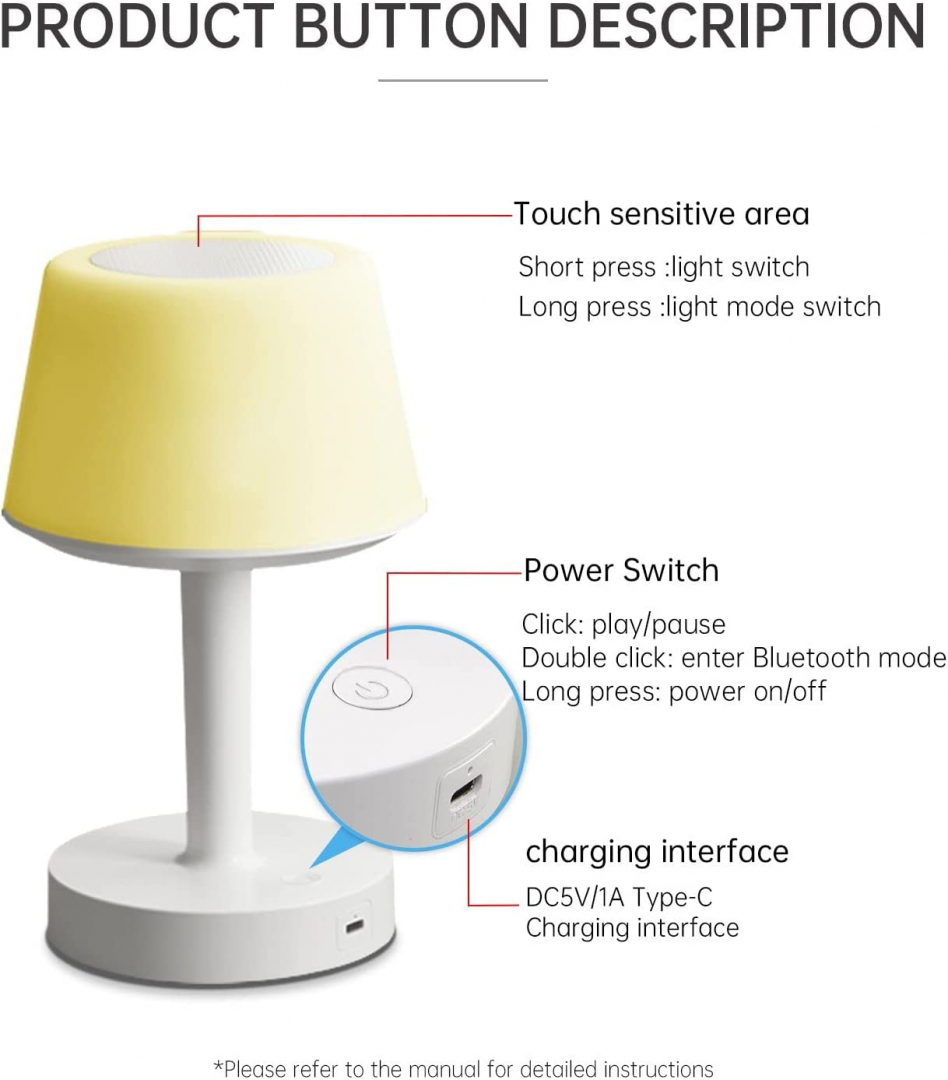 PRODUCT BUTTON DESCRIPTION
Touch sensitive area
Short press :light switch
Long press :light mode switch
Power Switch
Click: play/pause
Double click: enter Bluetooth mode
Long press: power on/off
charging interface
DC5V/1A Type-C
Charging interface
*Please refer to the manual for detailed instructions